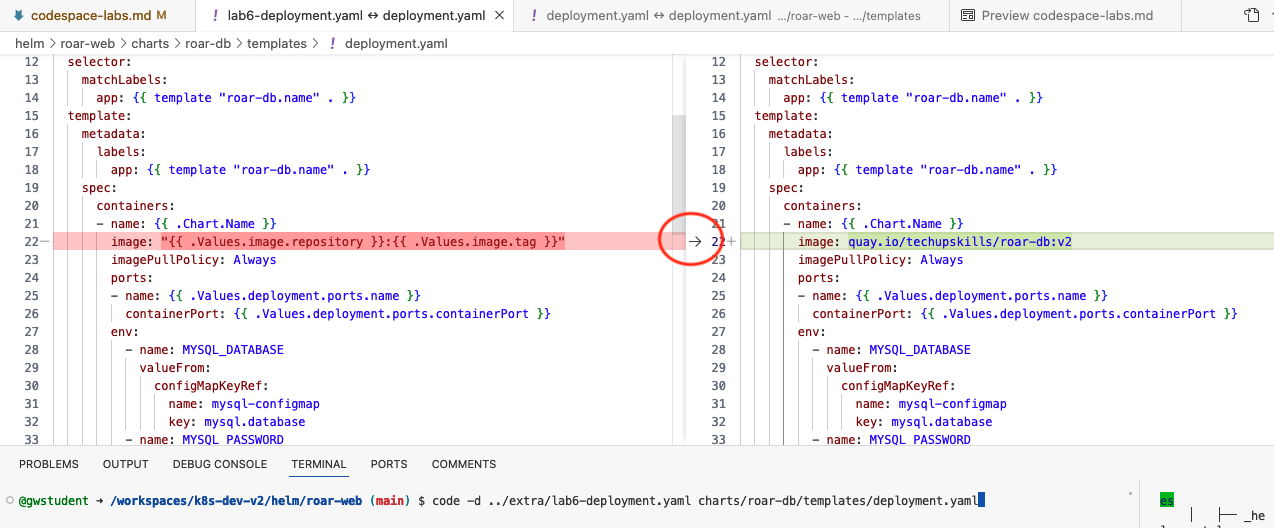 codespace-labs.md M
! lab6-deployment.yaml ↔ deployment.yaml ×
! deployment.yaml ↔ deployment.yaml .../roar-web - .../templates
Preview codespace-labs.md
helm > roar-web > charts > roar-db > templates > ! deployment.yaml
12 selector:
13 matchLabels:
14 app: {{ template "roar-db.name" . }}
15 template:
16 metadata:
17 labels:
18 app: {{ template "roar-db.name" . }}
19 spec:
20 containers:
21 - name: {{ .Chart.Name }}
22— image: "{{ .Values.image.repository }}:{{ .Values.image.tag }}"
23 imagePullPolicy: Always
24 ports:
25 - name: {{ .Values.deployment.ports.name }}
26 containerPort: {{ .Values.deployment.ports.containerPort }}
27 env:
28 - name: MYSQL_DATABASE
29 valueFrom:
30 configMapKeyRef:
31 name: mysql-configmap
32 key: mysql.database
33 - name: MYSQL_PASSWORD
12 selector:
13 matchLabels:
14 app: {{ template "roar-db.name" . }}
15 template:
16 metadata:
17 labels:
18 app: {{ template "roar-db.name" . }}
19 spec:
20 containers:
21 - name: {{ .Chart.Name }}
→ 22+ image: quay.io/techupskills/roar-db:v2
23 imagePullPolicy: Always
24 ports:
25 - name: {{ .Values.deployment.ports.name }}
26 containerPort: {{ .Values.deployment.ports.containerPort }}
27 env:
28 - name: MYSQL_DATABASE
29 valueFrom:
30 configMapKeyRef:
31 name: mysql-configmap
32 key: mysql.database
33 - name: MYSQL_PASSWORD
PROBLEMS OUTPUT DEBUG CONSOLE TERMINAL PORTS COMMENTS
@gwstudent → /workspaces/k8s-dev-v2/helm/roar-web (main) $ code -d ../extra/lab6-deployment.yaml charts/roar-db/templates/deployment.yaml
es
│ ├── _he